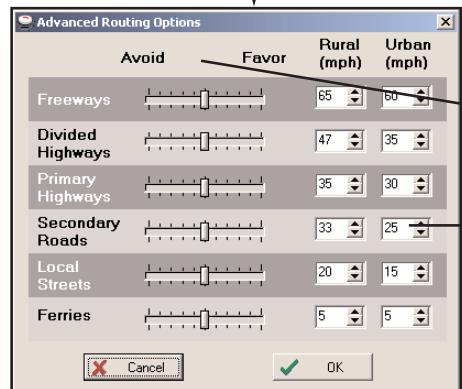 Advanced Routing Options
Avoid Favor Rural (mph) Urban (mph)
Freeways 65 60
Divided Highways 47 35
Primary Highways 35 30
Secondary Roads 33 25
Local Streets 20 15
Ferries 5 5
Cancel OK